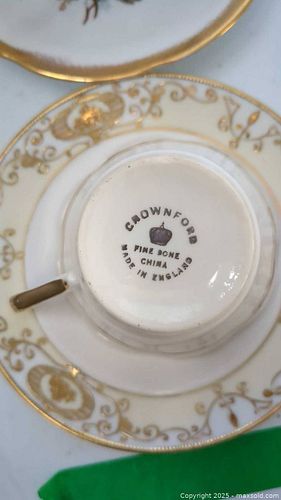 CROWNFORD
FINE BONE
CHINA
MADE IN ENGLAND
Copyright 2025 - maxsold.com